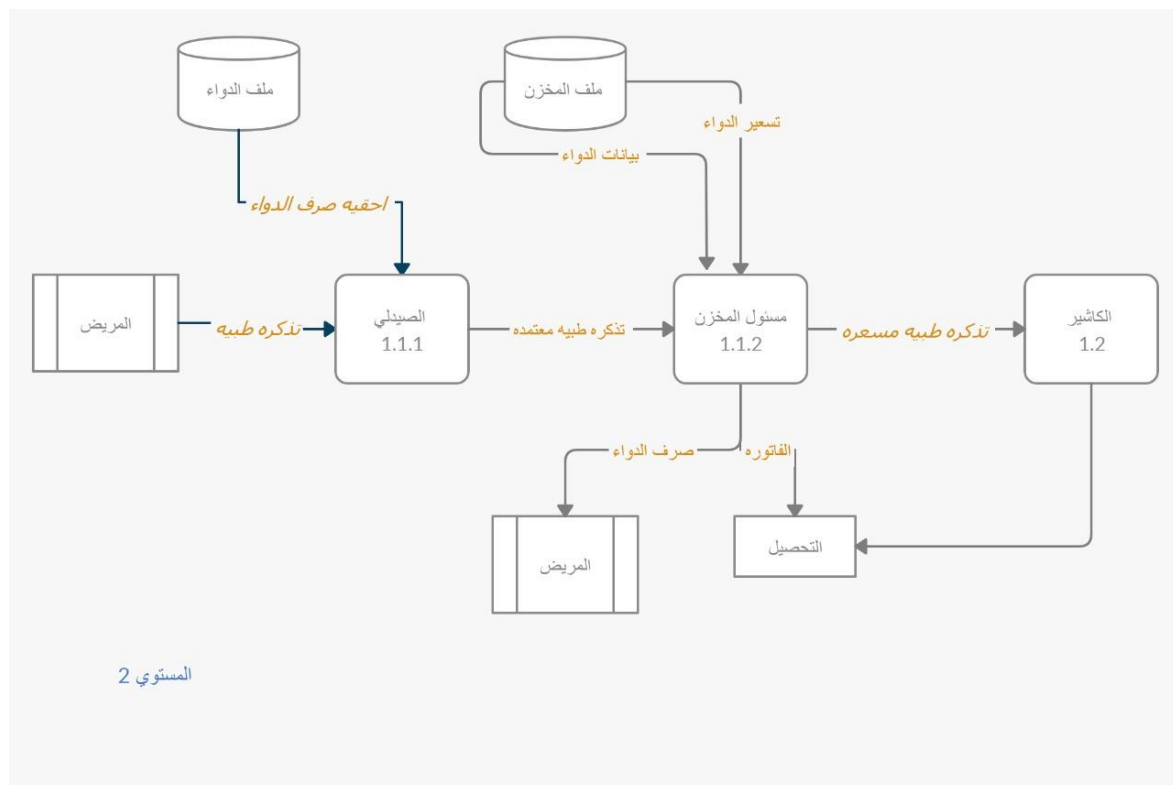 ملف الدواء
ملف المخزن
تسعير الدواء
بيانات الدواء
احقيه صرف الدواء
المريض
تذكره طبيه
الصيدلي
1.1.1
تذكره طبيه معتمده
مسئول المخزن
1.1.2
تذكره طبيه مسعره
الكاشير
1.2
صرف الدواء
الفاتوره
المريض
التحصيل
المستوي 2